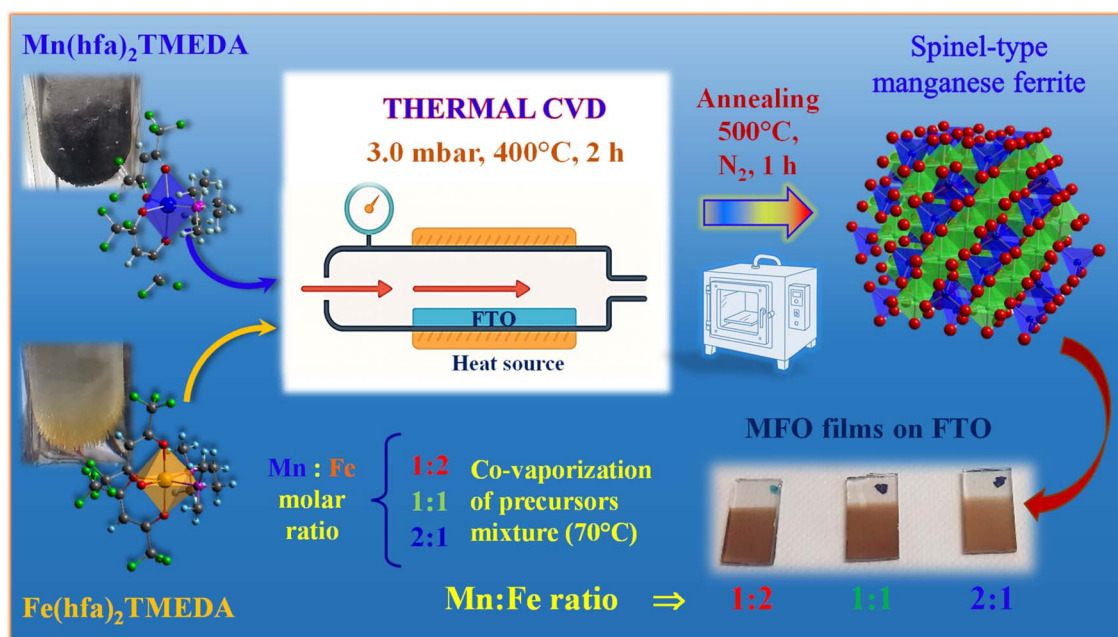 Mn(hfa)₂TMEDA
THERMAL CVD
3.0 mbar, 400°C, 2 h
FTO
Heat source
Annealing
500°C,
N₂, 1 h
Spinel-type
manganese ferrite
Fe(hfa)₂TMEDA
Mn : Fe
molar
ratio
1:2
1:1
2:1
Co-vaporization
of precursors
mixture (70°C)
MFO films on FTO
Mn:Fe ratio ⇒ 1:2 1:1 2:1